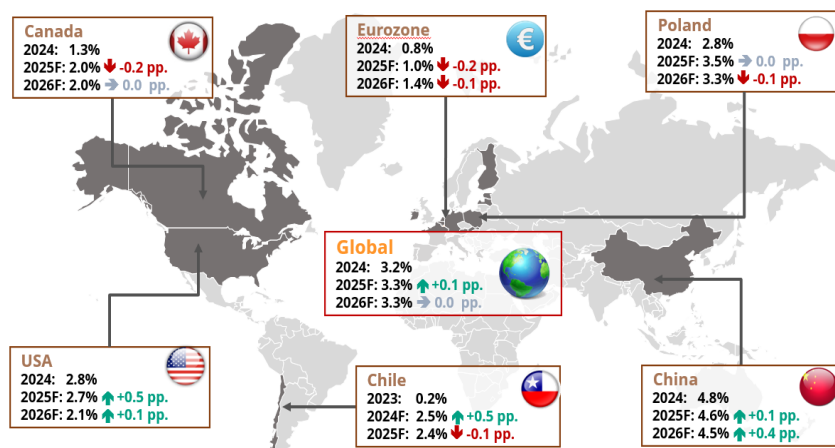 Canada
2024: 1.3%
2025F: 2.0% -0.2 pp.
2026F: 2.0% 0.0 pp.
Eurozone
2024: 0.8%
2025F: 1.0% -0.2 pp.
2026F: 1.4% -0.1 pp.
€
Poland
2024: 2.8%
2025F: 3.5% 0.0 pp.
2026F: 3.3% -0.1 pp.
Global
2024: 3.2%
2025F: 3.3% +0.1 pp.
2026F: 3.3% 0.0 pp.
USA
2024: 2.8%
2025F: 2.7% +0.5 pp.
2026F: 2.1% +0.1 pp.
Chile
2023: 0.2%
2024F: 2.5% +0.5 pp.
2025F: 2.4% -0.1 pp.
China
2024: 4.8%
2025F: 4.6% +0.1 pp.
2026F: 4.5% +0.4 pp.